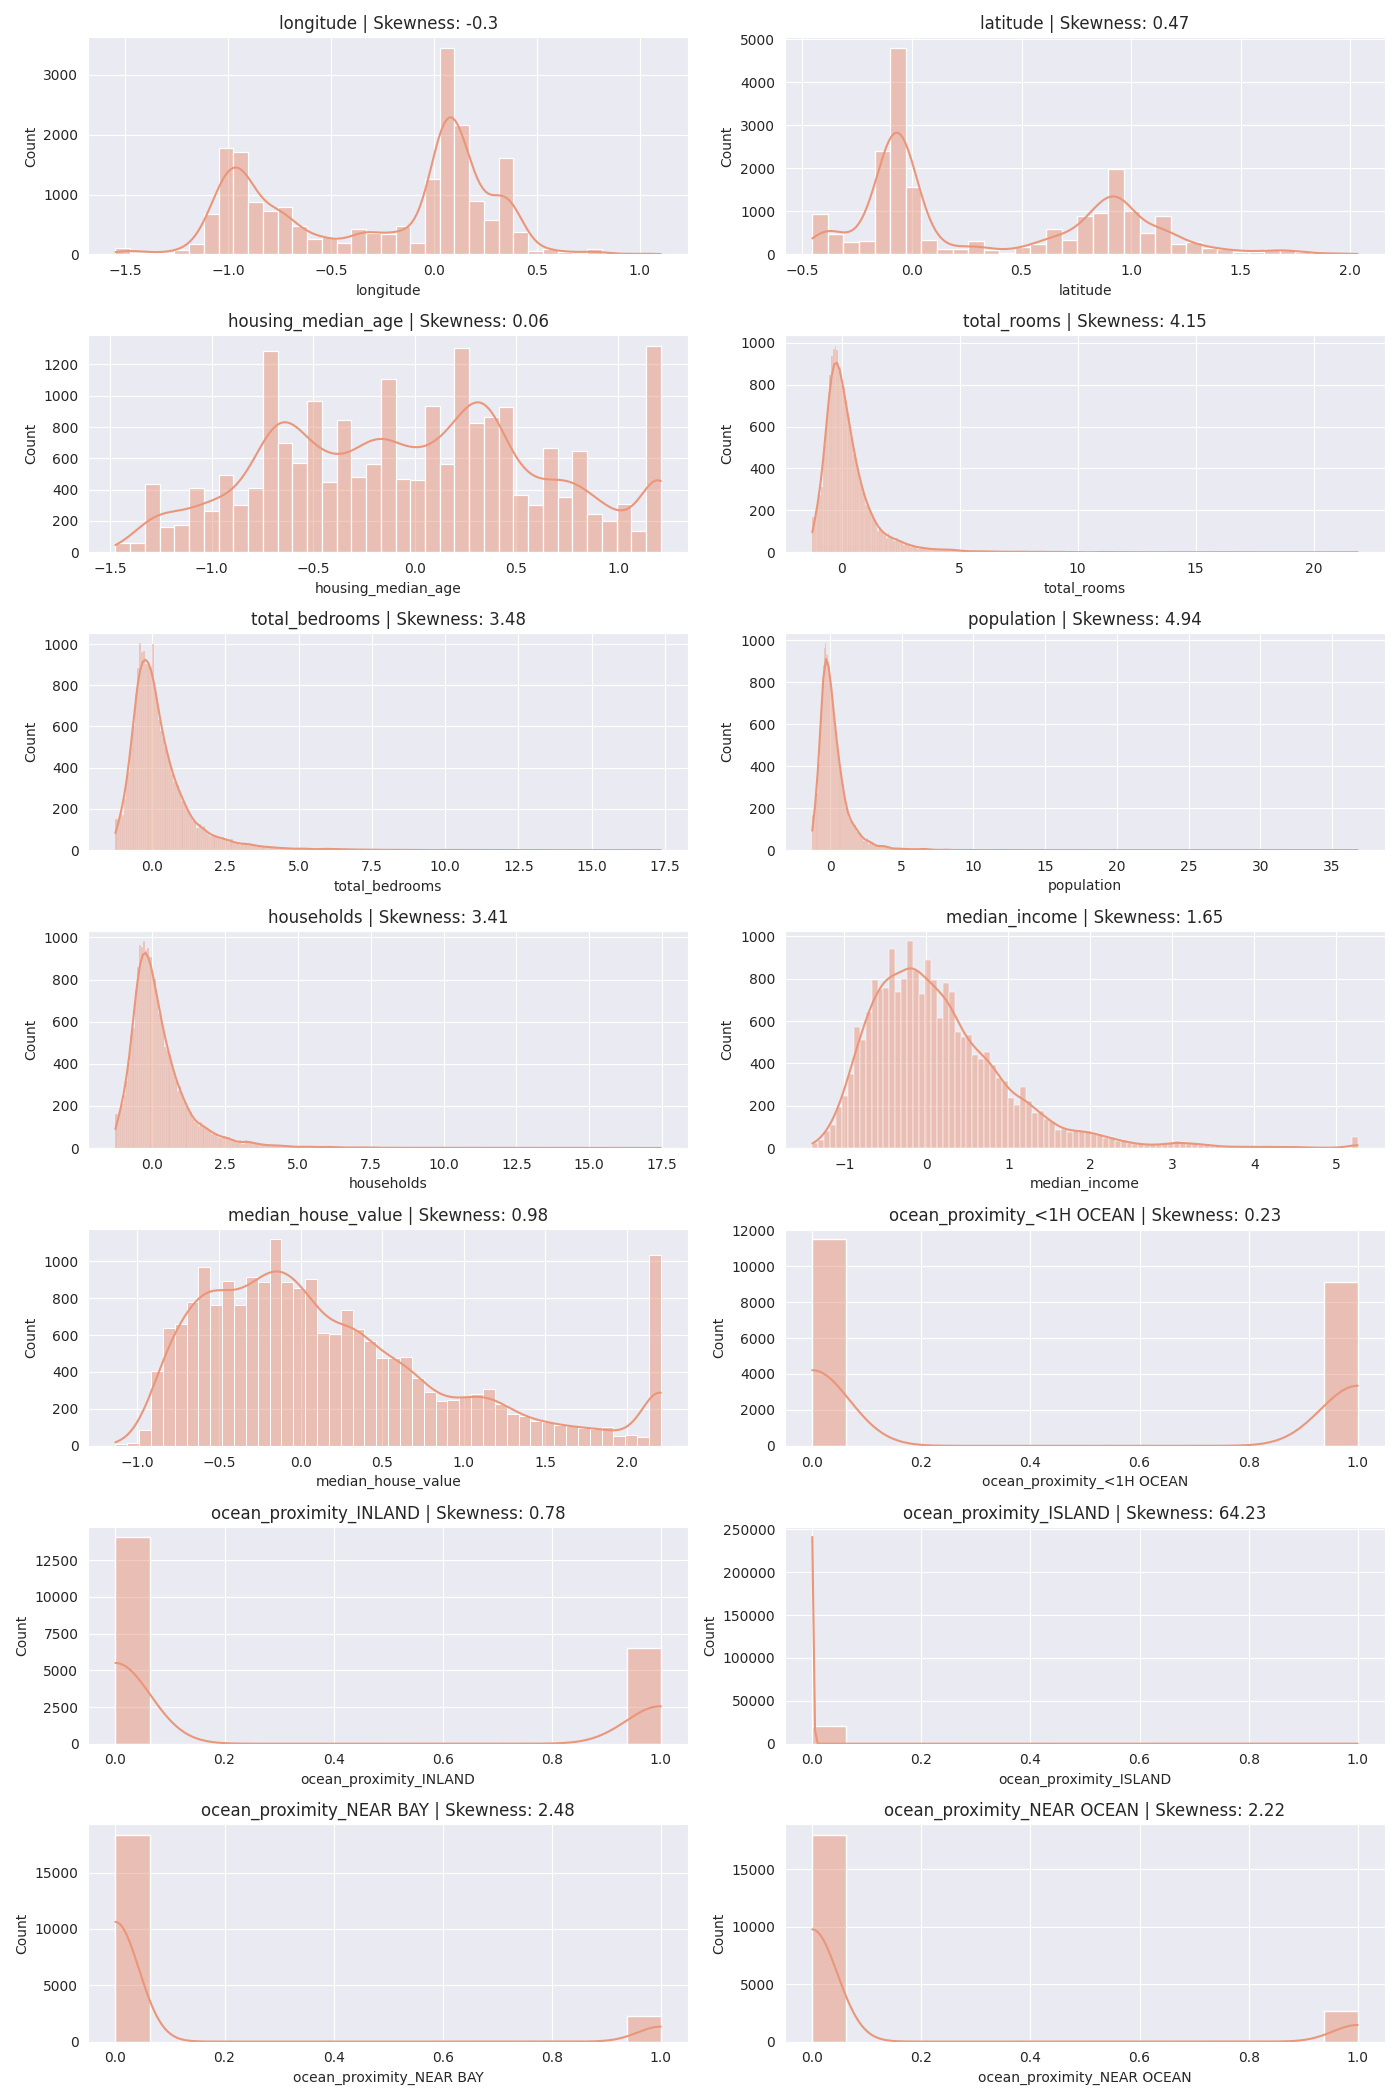 longitude | Skewness: -0.3
Count
3000
2000
1000
0
−1.5 −1.0 −0.5 0.0 0.5 1.0
longitude
latitude | Skewness: 0.47
Count
5000
4000
3000
2000
1000
0
−0.5 0.0 0.5 1.0 1.5 2.0
latitude
housing_median_age | Skewness: 0.06
Count
1200
1000
800
600
400
200
0
−1.5 −1.0 −0.5 0.0 0.5 1.0
housing_median_age
total_rooms | Skewness: 4.15
Count
1000
800
600
400
200
0
0 5 10 15 20
total_rooms
total_bedrooms | Skewness: 3.48
Count
1000
800
600
400
200
0
0.0 2.5 5.0 7.5 10.0 12.5 15.0 17.5
total_bedrooms
population | Skewness: 4.94
Count
1000
800
600
400
200
0
0 5 10 15 20 25 30 35
population
households | Skewness: 3.41
Count
1000
800
600
400
200
0
0.0 2.5 5.0 7.5 10.0 12.5 15.0 17.5
households
median_income | Skewness: 1.65
Count
1000
800
600
400
200
0
−1 0 1 2 3 4 5
median_income
median_house_value | Skewness: 0.98
Count
1000
800
600
400
200
0
−1.0 −0.5 0.0 0.5 1.0 1.5 2.0
median_house_value
ocean_proximity_<1H OCEAN | Skewness: 0.23
Count
12000
10000
8000
6000
4000
2000
0
0.0 0.2 0.4 0.6 0.8 1.0
ocean_proximity_<1H OCEAN
ocean_proximity_INLAND | Skewness: 0.78
Count
12500
10000
7500
5000
2500
0
0.0 0.2 0.4 0.6 0.8 1.0
ocean_proximity_INLAND
ocean_proximity_ISLAND | Skewness: 64.23
Count
250000
200000
150000
100000
50000
0
0.0 0.2 0.4 0.6 0.8 1.0
ocean_proximity_ISLAND
ocean_proximity_NEAR BAY | Skewness: 2.48
Count
15000
10000
5000
0
0.0 0.2 0.4 0.6 0.8 1.0
ocean_proximity_NEAR BAY
ocean_proximity_NEAR OCEAN | Skewness: 2.22
Count
15000
10000
5000
0
0.0 0.2 0.4 0.6 0.8 1.0
ocean_proximity_NEAR OCEAN